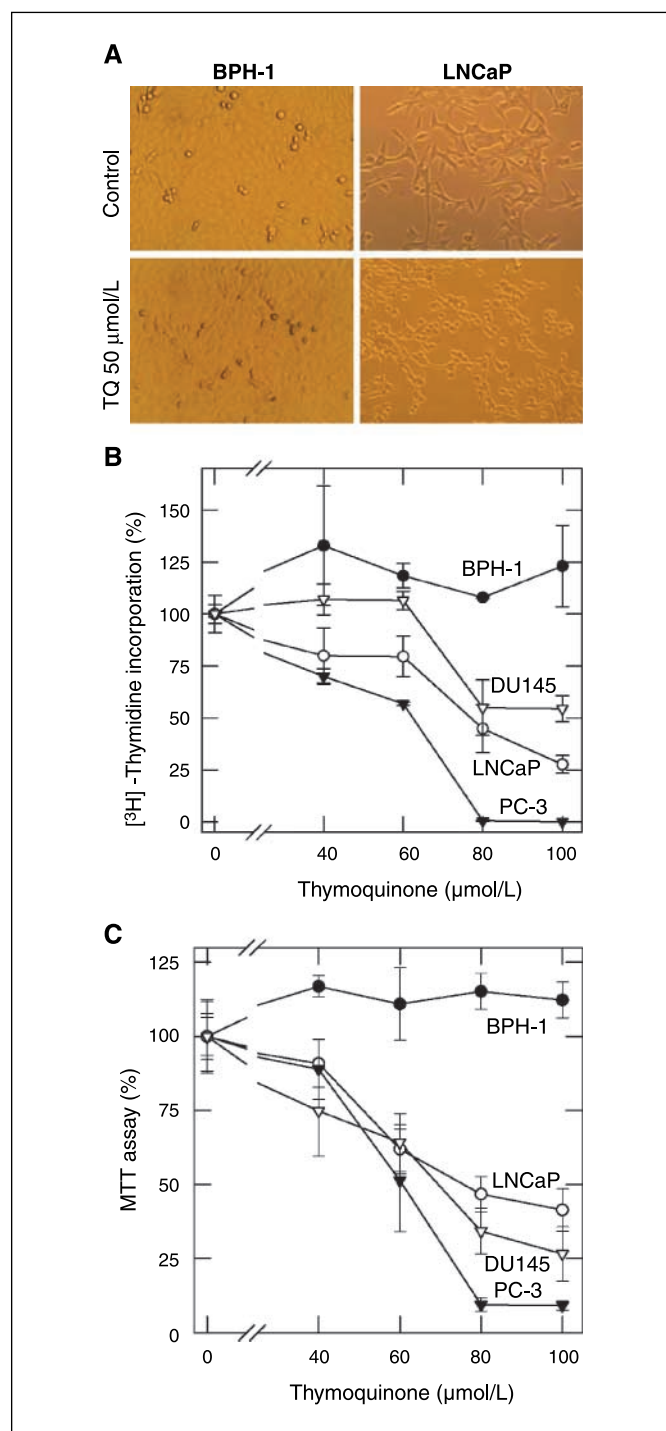 A
BPH-1 LNCaP
Control
TQ 50 µmol/L
B
[³H] -Thymidine incorporation (%)
150
125
100
75
50
25
0
BPH-1
DU145
LNCaP
PC-3
0 40 60 80 100
Thymoquinone (µmol/L)
C
MTT assay (%)
125
100
75
50
25
0
BPH-1
LNCaP
DU145
PC-3
0 40 60 80 100
Thymoquinone (µmol/L)